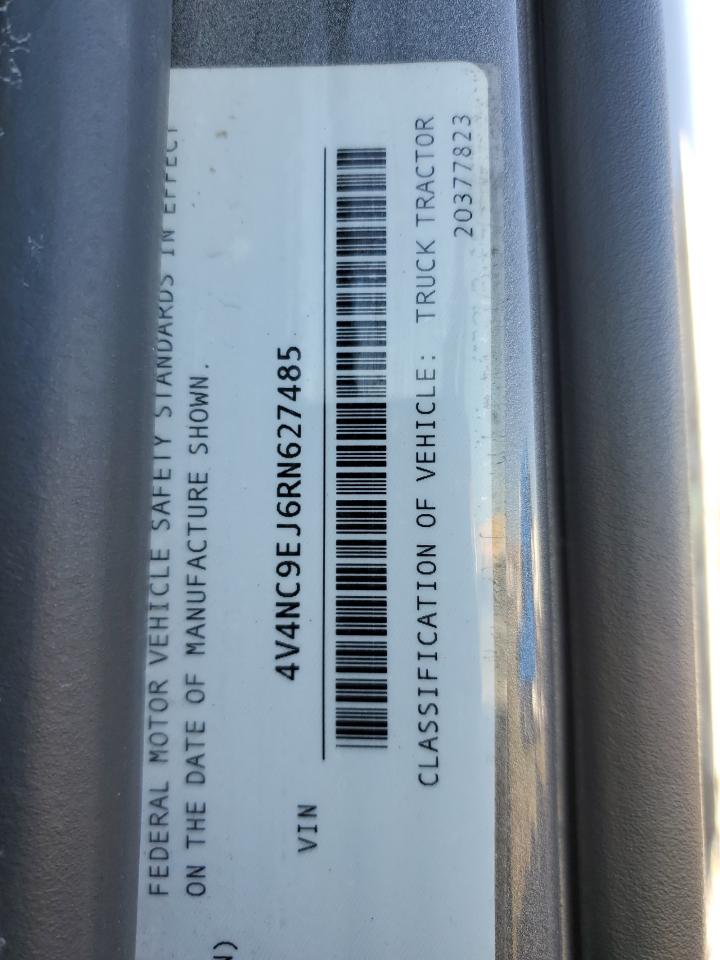 FEDERAL MOTOR VEHICLE SAFETY STANDARDS IN EFFECT
ON THE DATE OF MANUFACTURE SHOWN.
VIN 4V4NC9EJ6RN627485
CLASSIFICATION OF VEHICLE: TRUCK TRACTOR
20377823